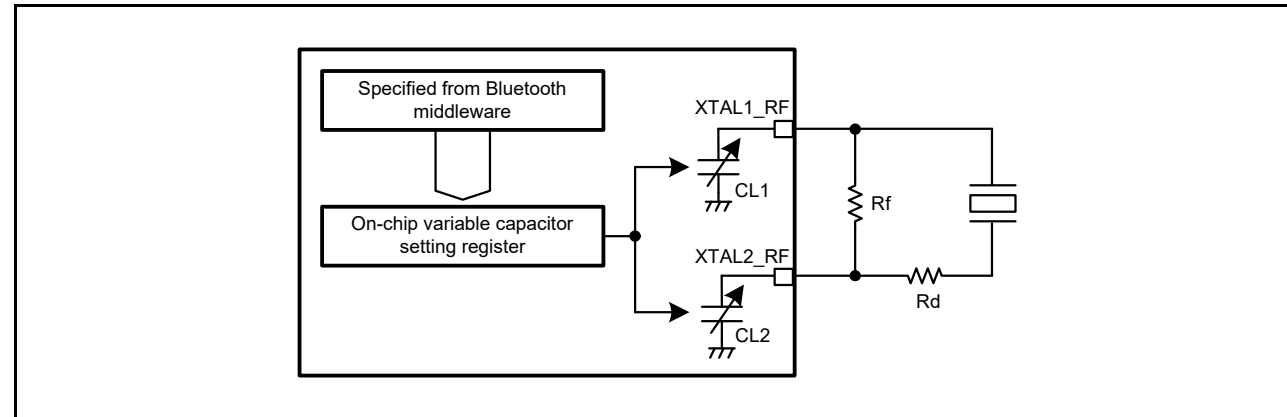 Specified from Bluetooth
middleware
XTAL1_RF
CL1
On-chip variable capacitor
setting register
Rf
XTAL2_RF
Rd
CL2